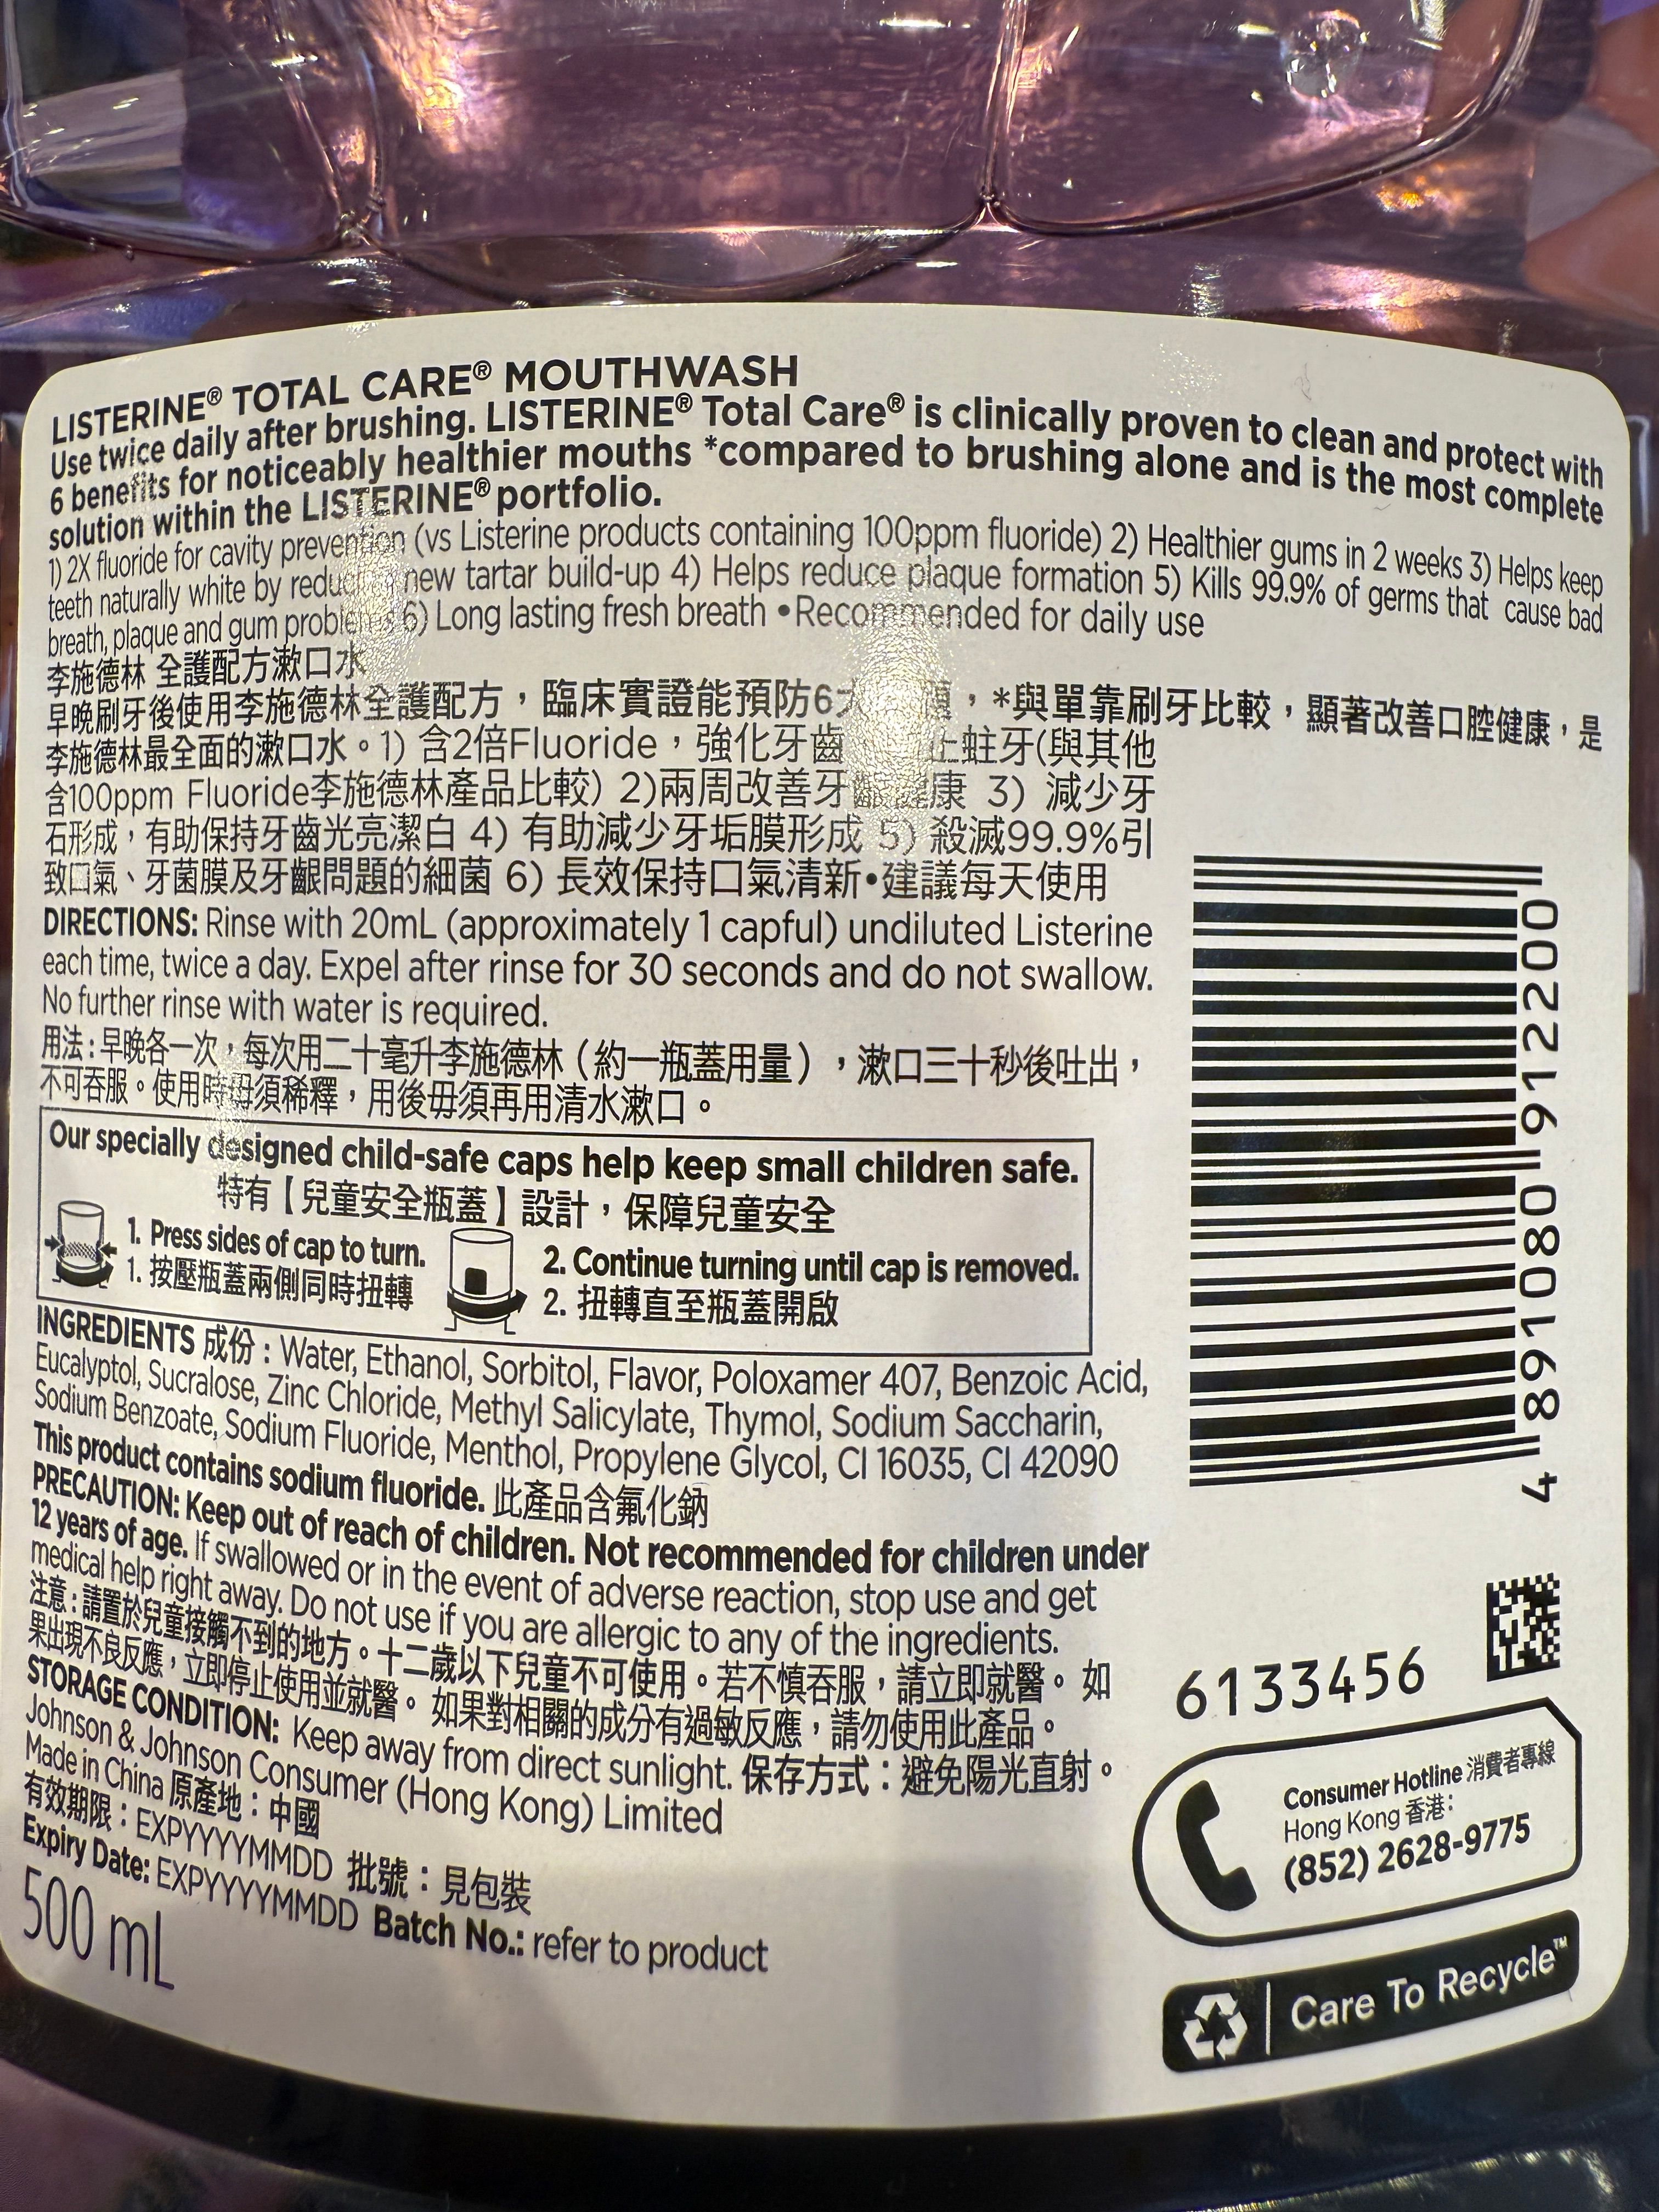 LISTERINE® TOTAL CARE® MOUTHWASH
Use twice daily after brushing. LISTERINE® Total Care® is clinically proven to clean and protect with
6 benefits for noticeably healthier mouths *compared to brushing alone and is the most complete
solution within the LISTERINE® portfolio.
1) 2X fluoride for cavity prevention (vs Listerine products containing 100ppm fluoride) 2) Healthier gums in 2 weeks 3) Helps keep
teeth naturally white by reducing new tartar build-up 4) Helps reduce plaque formation 5) Kills 99.9% of germs that cause bad
breath, plaque and gum problems 6) Long lasting fresh breath •Recommended for daily use
李施德林 全護配方漱口水
早晚刷牙後使用李施德林全護配方，臨床實證能預防6大題，*與單靠刷牙比較，顯著改善口腔健康，是
李施德林最全面的漱口水。1) 含2倍Fluoride，強化牙齒止蛀牙(與其他
含100ppm Fluoride李施德林產品比較) 2)兩周改善牙齦健康 3) 減少牙
石形成，有助保持牙齒光亮潔白 4) 有助減少牙垢膜形成 5) 殺滅99.9%引
致口氣、牙菌膜及牙齦問題的細菌 6) 長效保持口氣清新•建議每天使用
DIRECTIONS: Rinse with 20mL (approximately 1 capful) undiluted Listerine
each time, twice a day. Expel after rinse for 30 seconds and do not swallow.
No further rinse with water is required.
用法：早晚各一次，每次用二十毫升李施德林（約一瓶蓋用量），漱口三十秒後吐出，
不可吞服。使用時毋須稀釋，用後毋須再用清水漱口。
Our specially designed child-safe caps help keep small children safe.
特有【兒童安全瓶蓋】設計，保障兒童安全
1. Press sides of cap to turn.
1. 按壓瓶蓋兩側同時扭轉
2. Continue turning until cap is removed.
2. 扭轉直至瓶蓋開啟
INGREDIENTS 成份：Water, Ethanol, Sorbitol, Flavor, Poloxamer 407, Benzoic Acid,
Eucalyptol, Sucralose, Zinc Chloride, Methyl Salicylate, Thymol, Sodium Saccharin,
Sodium Benzoate, Sodium Fluoride, Menthol, Propylene Glycol, CI 16035, CI 42090
This product contains sodium fluoride. 此產品含氟化鈉
PRECAUTION: Keep out of reach of children. Not recommended for children under
12 years of age. If swallowed or in the event of adverse reaction, stop use and get
medical help right away. Do not use if you are allergic to any of the ingredients.
注意：請置於兒童接觸不到的地方。十二歲以下兒童不可使用。若不慎吞服，請立即就醫。 如
果出現不良反應，立即停止使用並就醫。 如果對相關的成分有過敏反應，請勿使用此產品。
STORAGE CONDITION: Keep away from direct sunlight. 保存方式：避免陽光直射。
Johnson & Johnson Consumer (Hong Kong) Limited
Made in China 原產地：中國
有效期限：EXPYYYYMMDD 批號：見包裝
Expiry Date: EXPYYYYMMDD Batch No.: refer to product
500 mL
4 891080 912200
6133456
Consumer Hotline 消費者專線
Hong Kong 香港：
(852) 2628-9775
Care To Recycle™